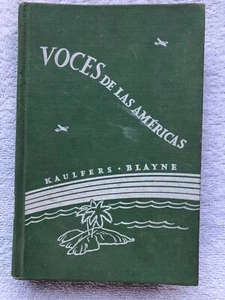 VOCES DE LAS AMÉRICAS
KAULFERS · BLAYNE